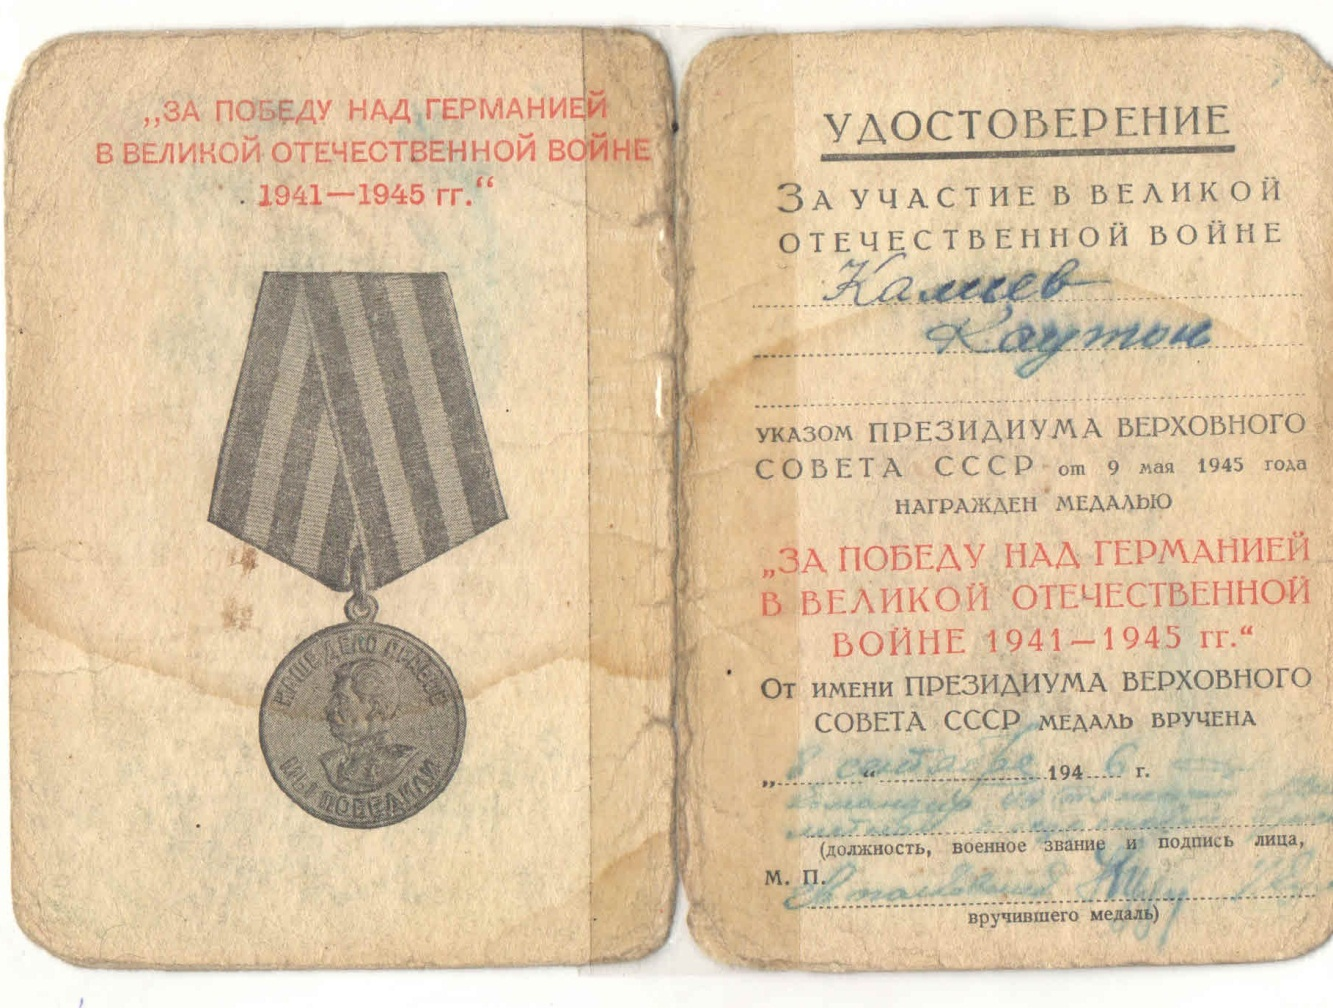 „ЗА ПОБЕДУ НАД ГЕРМАНИЕЙ
В ВЕЛИКОЙ ОТЕЧЕСТВЕННОЙ ВОЙНЕ
1941—1945 гг.“
НАШЕ ДЕЛО ПРАВОЕ
МЫ ПОБЕДИЛИ
УДОСТОВЕРЕНИЕ
ЗА УЧАСТИЕ В ВЕЛИКОЙ
ОТЕЧЕСТВЕННОЙ ВОЙНЕ
Калиев
Каутон
УКАЗОМ ПРЕЗИДИУМА ВЕРХОВНОГО
СОВЕТА СССР от 9 мая 1945 года
НАГРАЖДЕН МЕДАЛЬЮ
„ЗА ПОБЕДУ НАД ГЕРМАНИЕЙ
В ВЕЛИКОЙ ОТЕЧЕСТВЕННОЙ
ВОЙНЕ 1941—1945 гг.“
ОТ ИМЕНИ ПРЕЗИДИУМА ВЕРХОВНОГО
СОВЕТА СССР МЕДАЛЬ ВРУЧЕНА
„8 сентября“ 1946 г.
(должность, военное звание и подпись лица,
М. П.
вручившего медаль)